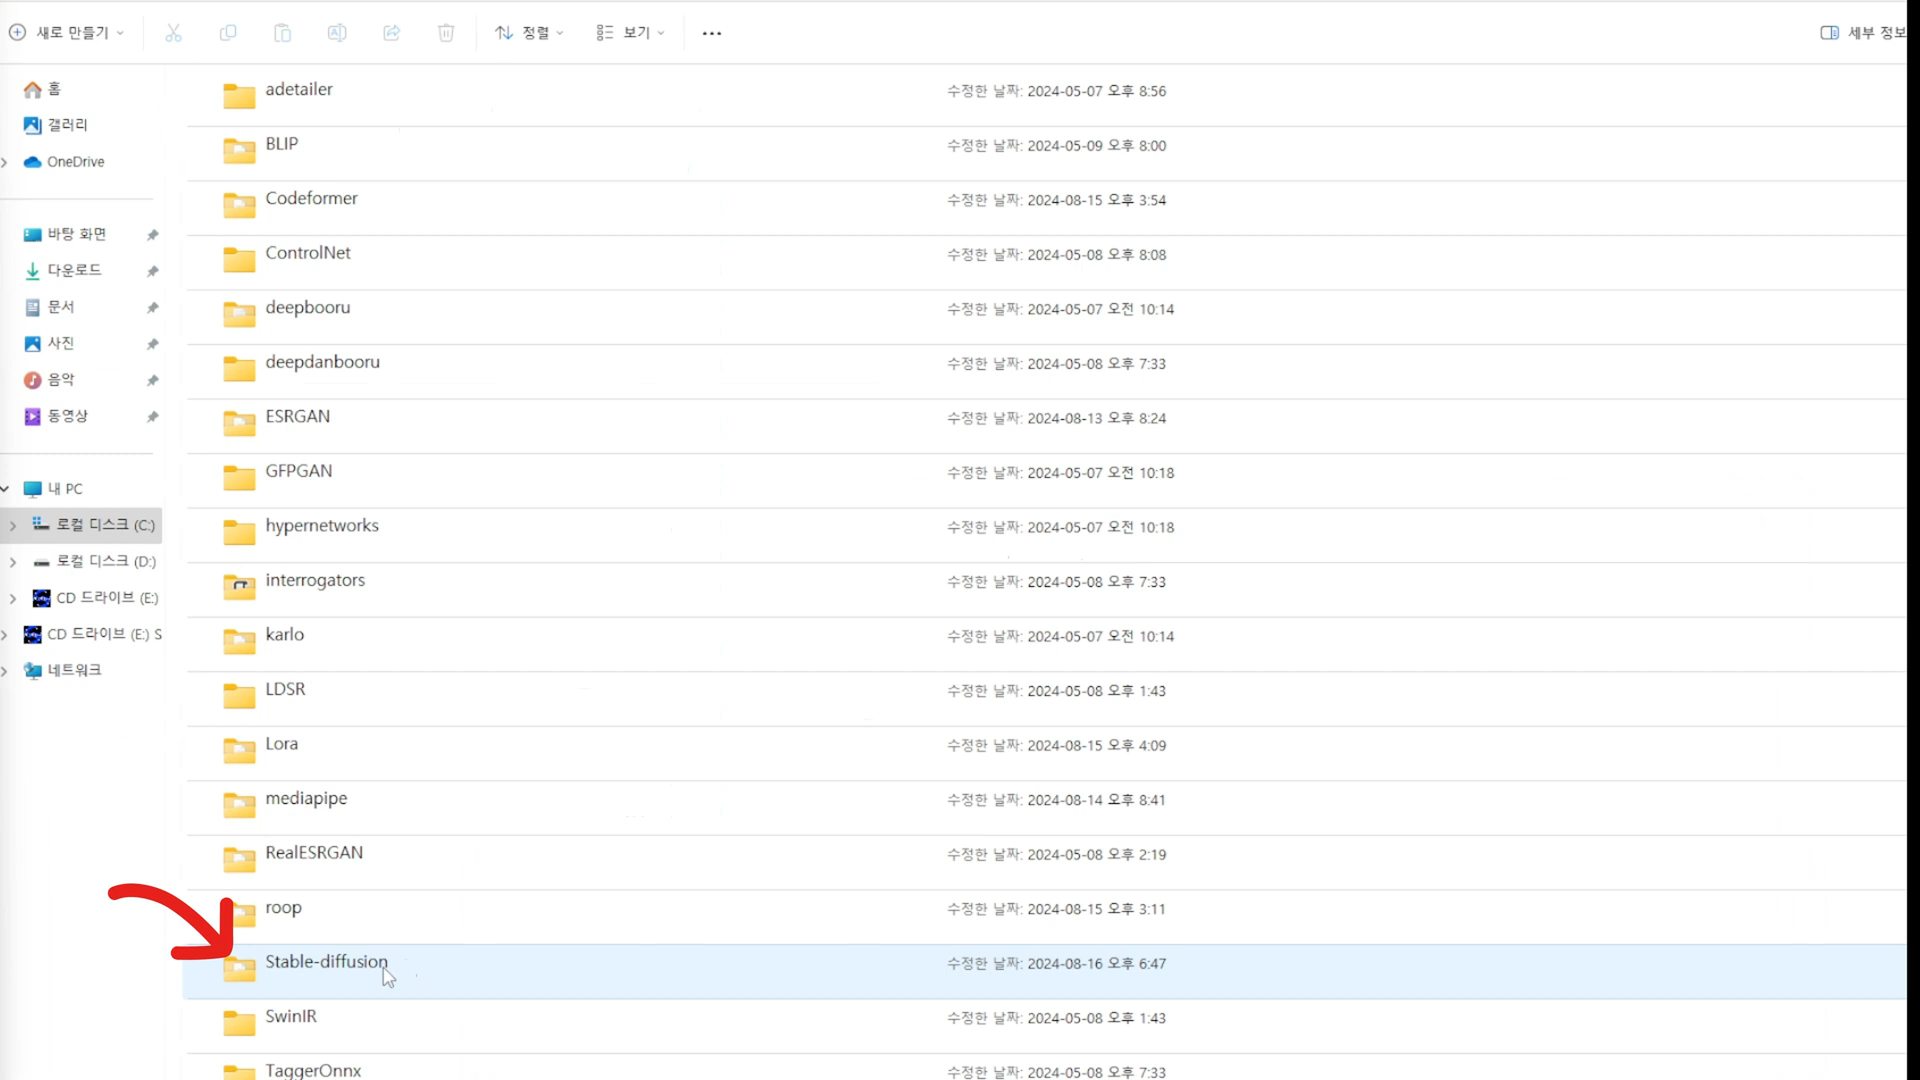 새로 만들기
정렬
보기
세부 정보
홈
갤러리
OneDrive
바탕 화면
다운로드
문서
사진
음악
동영상
내 PC
로컬 디스크 (C:)
로컬 디스크 (D:)
CD 드라이브 (E:)
CD 드라이브 (E:) S
네트워크
adetailer 수정한 날짜: 2024-05-07 오후 8:56
BLIP 수정한 날짜: 2024-05-09 오후 8:00
Codeformer 수정한 날짜: 2024-08-15 오후 3:54
ControlNet 수정한 날짜: 2024-05-08 오후 8:08
deepbooru 수정한 날짜: 2024-05-07 오전 10:14
deepdanbooru 수정한 날짜: 2024-05-08 오후 7:33
ESRGAN 수정한 날짜: 2024-08-13 오후 8:24
GFPGAN 수정한 날짜: 2024-05-07 오전 10:18
hypernetworks 수정한 날짜: 2024-05-07 오전 10:18
interrogators 수정한 날짜: 2024-05-08 오후 7:33
karlo 수정한 날짜: 2024-05-07 오전 10:14
LDSR 수정한 날짜: 2024-05-08 오후 1:43
Lora 수정한 날짜: 2024-08-15 오후 4:09
mediapipe 수정한 날짜: 2024-08-14 오후 8:41
RealESRGAN 수정한 날짜: 2024-05-08 오후 2:19
roop 수정한 날짜: 2024-08-15 오후 3:11
Stable-diffusion 수정한 날짜: 2024-08-16 오후 6:47
SwinIR 수정한 날짜: 2024-05-08 오후 1:43
TaggerOnnx 수정한 날짜: 2024-05-08 오후 7:33